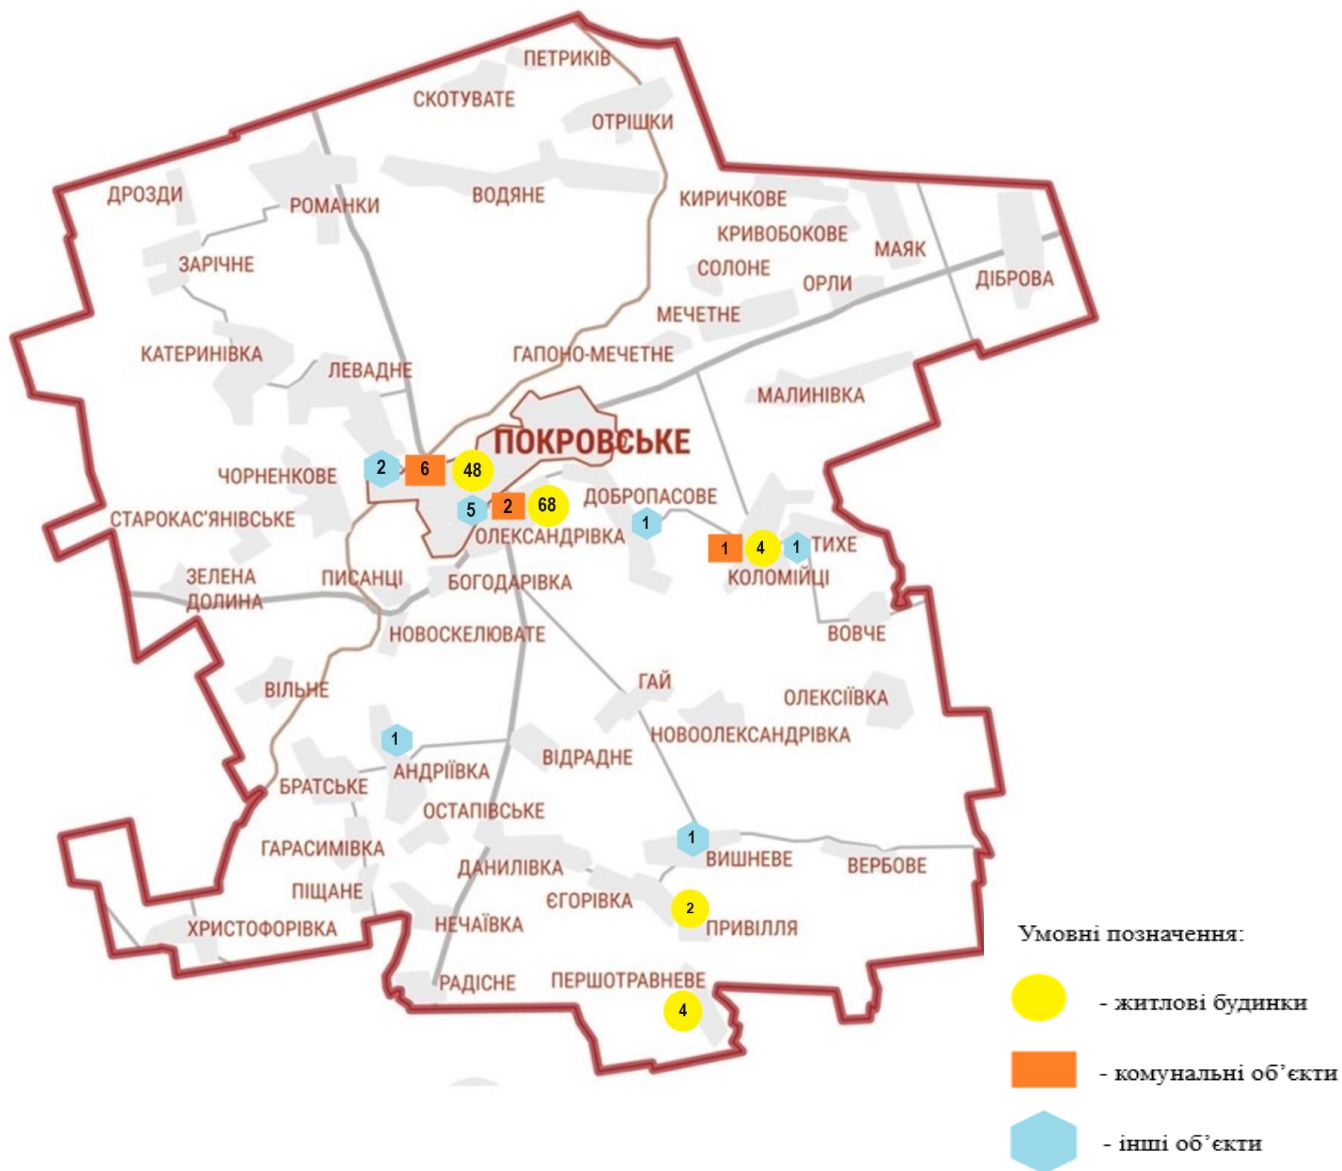 ПЕТРИКІВ
СКОТУВАТЕ
ОТРІШКИ
ДРОЗДИ
РОМАНКИ
ВОДЯНЕ
КИРИЧКОВЕ
КРИВОБОКОВЕ
МАЯК
ЗАРІЧНЕ
СОЛОНЕ
ОРЛИ
ДІБРОВА
МЕЧЕТНЕ
КАТЕРИНІВКА
ГАПОНО-МЕЧЕТНЕ
ЛЕВАДНЕ
МАЛИНІВКА
ПОКРОВСЬКЕ
2 6 48
ЧОРНЕНКОВЕ
ДОБРОПАСОВЕ
5 2 68
СТАРОКАС'ЯНІВСЬКЕ
1
ОЛЕКСАНДРІВКА
1 4 1 ТИХЕ
ЗЕЛЕНА
ДОЛИНА
ПИСАНЦІ
БОГОДАРІВКА
КОЛОМІЙЦІ
НОВОСКЕЛЮВАТЕ
ВОВЧЕ
ВІЛЬНЕ
ГАЙ
ОЛЕКСІЇВКА
НОВООЛЕКСАНДРІВКА
1
ВІДРАДНЕ
АНДРІЇВКА
БРАТСЬКЕ
ОСТАПІВСЬКЕ
1
ГАРАСИМІВКА
ВИШНЕВЕ
ВЕРБОВЕ
ДАНИЛІВКА
ПІЩАНЕ
ЄГОРІВКА
2
ХРИСТОФОРІВКА
НЕЧАЇВКА
ПРИВІЛЛЯ
РАДІСНЕ
ПЕРШОТРАВНЕВЕ
4
Умовні позначення:
- житлові будинки
- комунальні об’єкти
- інші об’єкти